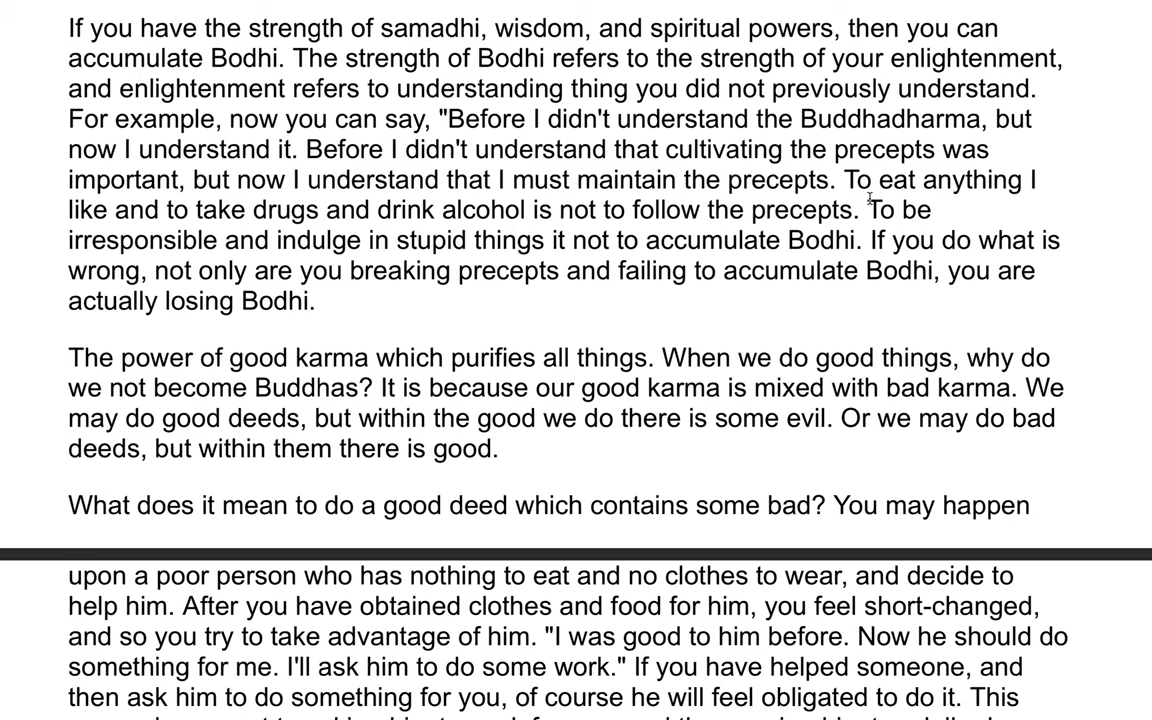 If you have the strength of samadhi, wisdom, and spiritual powers, then you can
accumulate Bodhi. The strength of Bodhi refers to the strength of your enlightenment,
and enlightenment refers to understanding thing you did not previously understand.
For example, now you can say, "Before I didn't understand the Buddhadharma, but
now I understand it. Before I didn't understand that cultivating the precepts was
important, but now I understand that I must maintain the precepts. To eat anything I
like and to take drugs and drink alcohol is not to follow the precepts. To be
irresponsible and indulge in stupid things it not to accumulate Bodhi. If you do what is
wrong, not only are you breaking precepts and failing to accumulate Bodhi, you are
actually losing Bodhi.
The power of good karma which purifies all things. When we do good things, why do
we not become Buddhas? It is because our good karma is mixed with bad karma. We
may do good deeds, but within the good we do there is some evil. Or we may do bad
deeds, but within them there is good.
What does it mean to do a good deed which contains some bad? You may happen
upon a poor person who has nothing to eat and no clothes to wear, and decide to
help him. After you have obtained clothes and food for him, you feel short-changed,
and so you try to take advantage of him. "I was good to him before. Now he should do
something for me. I'll ask him to do some work." If you have helped someone, and
then ask him to do something for you, of course he will feel obligated to do it. This